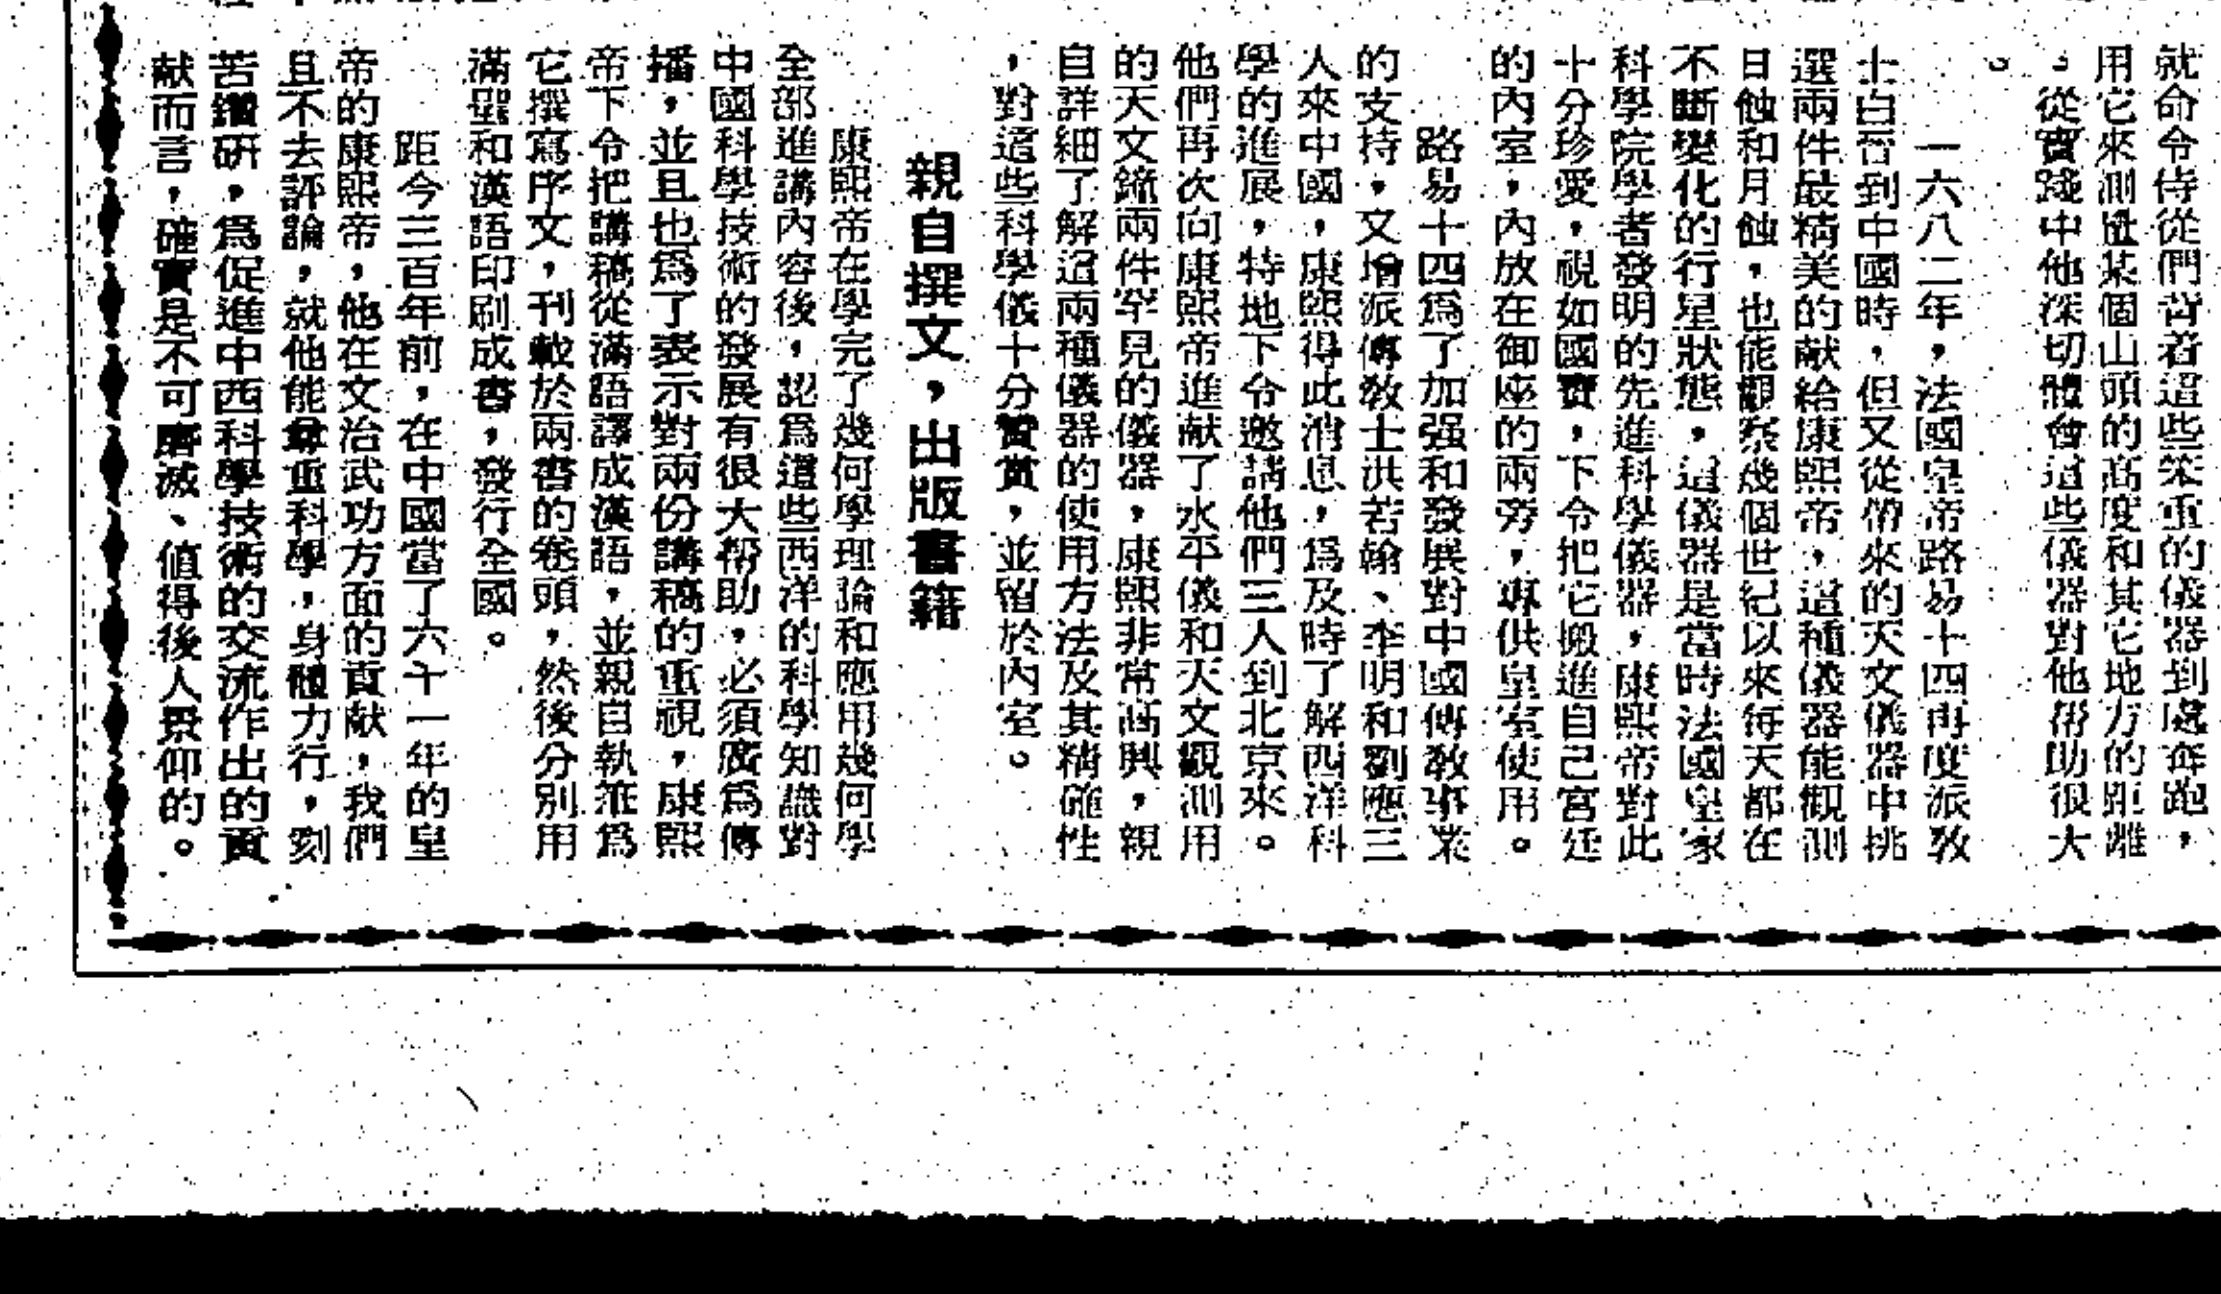 就命令侍從們背着這些笨重的儀器到處奔跑，
用它來測量某個山頭的高度和其它地方的距離
。從實踐中他深切體會這些儀器對他帮助很大
。
一六八二年，法國皇帝路易十四再度派教
士白晉到中國時，但又從帶來的天文儀器中挑
選兩件最精美的献給康熙帝，這種儀器能觀測
日蝕和月蝕，也能觀察幾個世紀以來每天都在
不斷變化的行星狀態，這儀器是當時法國皇家
科學院學者發明的先進科學儀器，康熙帝對此
十分珍愛，視如國寶，下令把它搬進自己宮廷
的內室，內放在御座的兩旁，專供皇室使用。
路易十四爲了加强和發展對中國傳教事業
的支持，又增派傳教士洪若翰、李明和劉應三
人來中國，康熙得此消息，爲及時了解西洋科
學的進展，特地下令邀請他們三人到北京來。
他們再次向康熙帝進献了水平儀和天文觀測用
的天文鐘兩件罕見的儀器，康熙非常高興，親
自詳細了解這兩種儀器的使用方法及其精確性
，對這些科學儀十分贊賞，並留於內室。
親自撰文，出版書籍
康熙帝在學完了幾何學理論和應用幾何學
全部進講內容後，認爲這些西洋的科學知識對
中國科學技術的發展有很大帮助，必須廣爲傳
播，並且也爲了表示對兩份講稿的重視，康熙
帝下令把講稿從滿語譯成漢語，並親自執筆爲
它撰寫序文，刊載於兩書的卷頭，然後分別用
滿語和漢語印刷成書，發行全國。
距今三百年前，在中國當了六十一年的皇
帝的康熙帝，他在文治武功方面的貢献，我們
且不去評論，就他能尊重科學，身體力行，刻
苦鑽研，爲促進中西科學技術的交流作出的貢
献而言，確實是不可磨滅、值得後人景仰的。